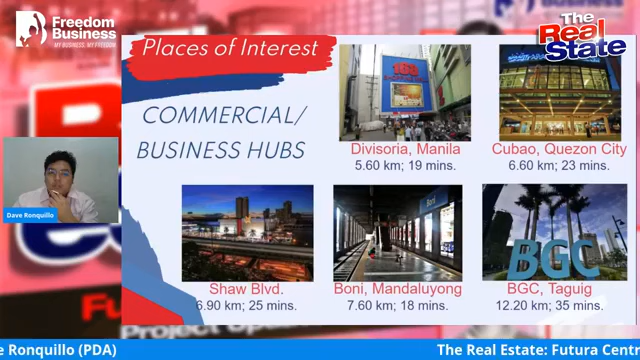 Freedom
Business
MY BUSINESS. MY FREEDOM
The
Real
State
Places of Interest
COMMERCIAL/
BUSINESS HUBS
Divisoria, Manila
5.60 km; 19 mins.
Cubao, Quezon City
6.60 km; 23 mins.
Dave Ronquillo
Shaw Blvd.
6.90 km; 25 mins.
Boni
Boni, Mandaluyong
7.60 km; 18 mins.
BGC
BGC, Taguig
12.20 km; 35 mins.
e Ronquillo (PDA)
The Real Estate: Futura Centr